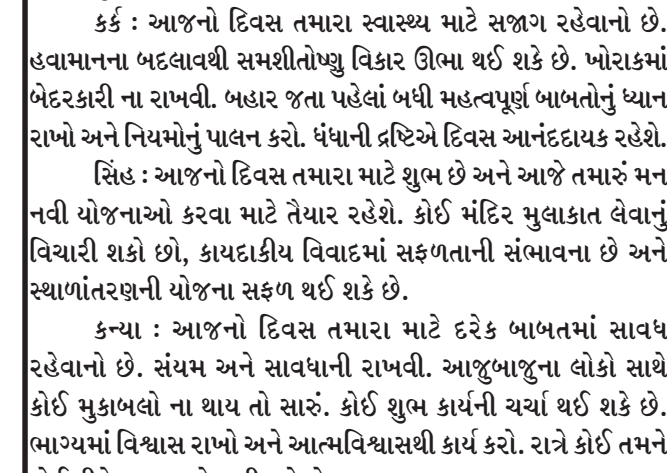 કર્ક : આજનો દિવસ તમારા સ્વાસ્થ્ય માટે સજાગ રહેવાનો છે.
હવામાનના બદલાવથી સમશીતોષ્ણુ વિકાર ઊભા થઈ શકે છે. ખોરાકમાં
બેદરકારી ના રાખવી. બહાર જતા પહેલાં બધી મહત્વપૂર્ણ બાબતોનું ધ્યાન
રાખો અને નિયમોનું પાલન કરો. ધંધાની દ્રષ્ટિએ દિવસ આનંદદાયક રહેશે.
સિંહ : આજનો દિવસ તમારા માટે શુભ છે અને આજે તમારું મન
નવી યોજનાઓ કરવા માટે તૈયાર રહેશે. કોઈ મંદિર મુલાકાત લેવાનું
વિચારી શકો છો, કાયદાકીય વિવાદમાં સફળતાની સંભાવના છે અને
સ્થાળાંતરણની યોજના સફળ થઈ શકે છે.
કન્યા : આજનો દિવસ તમારા માટે દરેક બાબતમાં સાવધ
રહેવાનો છે. સંયમ અને સાવધાની રાખવી. આજુબાજુના લોકો સાથે
કોઈ મુકાબલો ના થાય તો સારું. કોઈ શુભ કાર્યની ચર્ચા થઈ શકે છે.
ભાગ્યમાં વિશ્વાસ રાખો અને આત્મવિશ્વાસથી કાર્ય કરો. રાત્રે કોઈ તમને